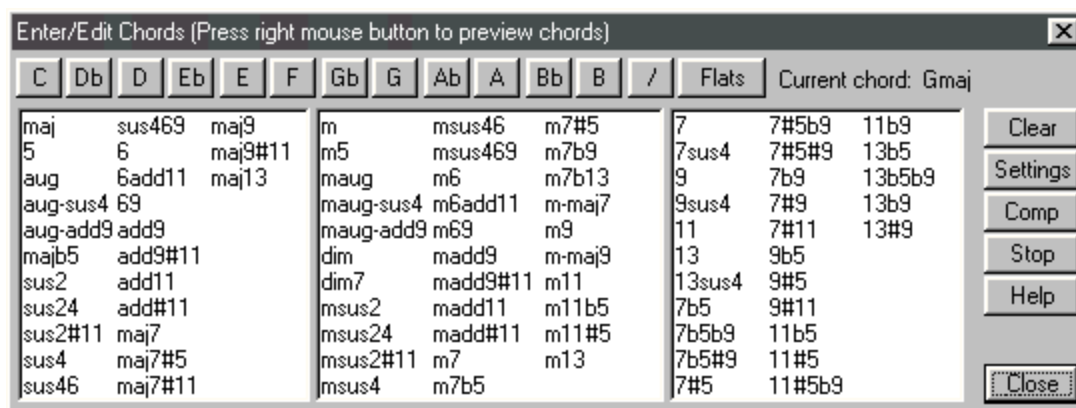 Enter/Edit Chords (Press right mouse button to preview chords)
C Db D Eb E F Gb G Ab A Bb B / Flats Current chord: Gmaj
maj sus469 maj9 m msus46 m7#5 7 7#5b9 11b9 Clear
5 6 maj9#11 m5 msus469 m7b9 7sus4 7#5#9 13b5
aug 6add11 maj13 maug m6 m7b13 9 7b9 13b5b9 Settings
aug-sus4 69 maug-sus4 m6add11 m-maj7 9sus4 7#9 13b9 Comp
aug-add9 add9 maug-add9 m69 m9 11 7#11 13#9
majb5 add9#11 dim madd9 m-maj9 13 9b5 Stop
sus2 add11 dim7 madd9#11 m11 13sus4 9#5
sus24 add#11 msus2 madd11 m11b5 7b5 9#11 Help
sus2#11 maj7 msus24 madd#11 m11#5 7b5b9 11b5
sus4 maj7#5 msus2#11 m7 m13 7b5#9 11#5
sus46 maj7#11 msus4 m7b5 7#5 11#5b9 Close